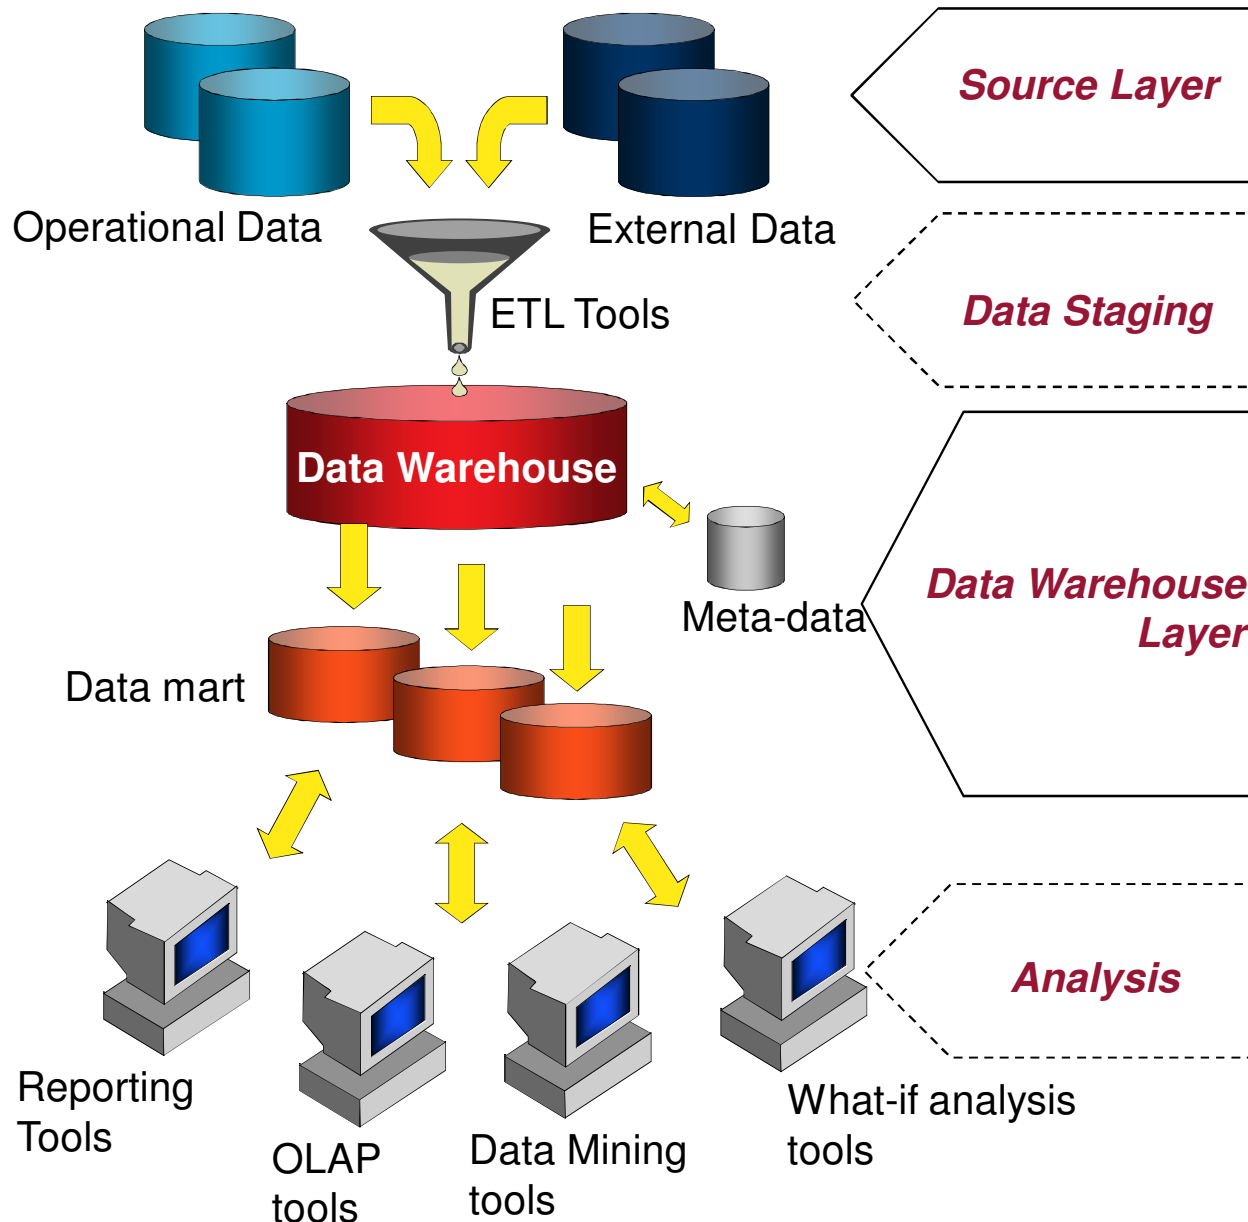 Source Layer
Operational Data
External Data
ETL Tools
Data Staging
Data Warehouse
Meta-data
Data Warehouse
Layer
Data mart
Analysis
Reporting
Tools
OLAP
tools
Data Mining
tools
What-if analysis
tools